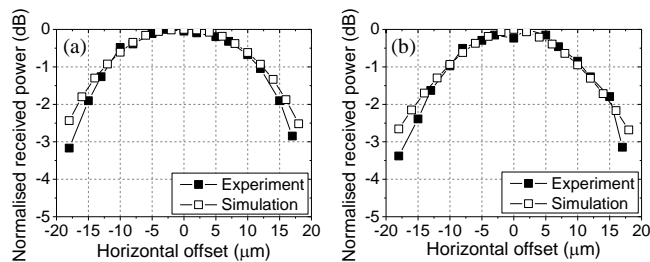 (a)
Normalised received power (dB)
0
-1
-2
-3
-4
-5
-20 -15 -10 -5 0 5 10 15 20
Horizontal offset (μm)
Experiment
Simulation
(b)
Normalised received power (dB)
0
-1
-2
-3
-4
-5
-20 -15 -10 -5 0 5 10 15 20
Horizontal offset (μm)
Experiment
Simulation